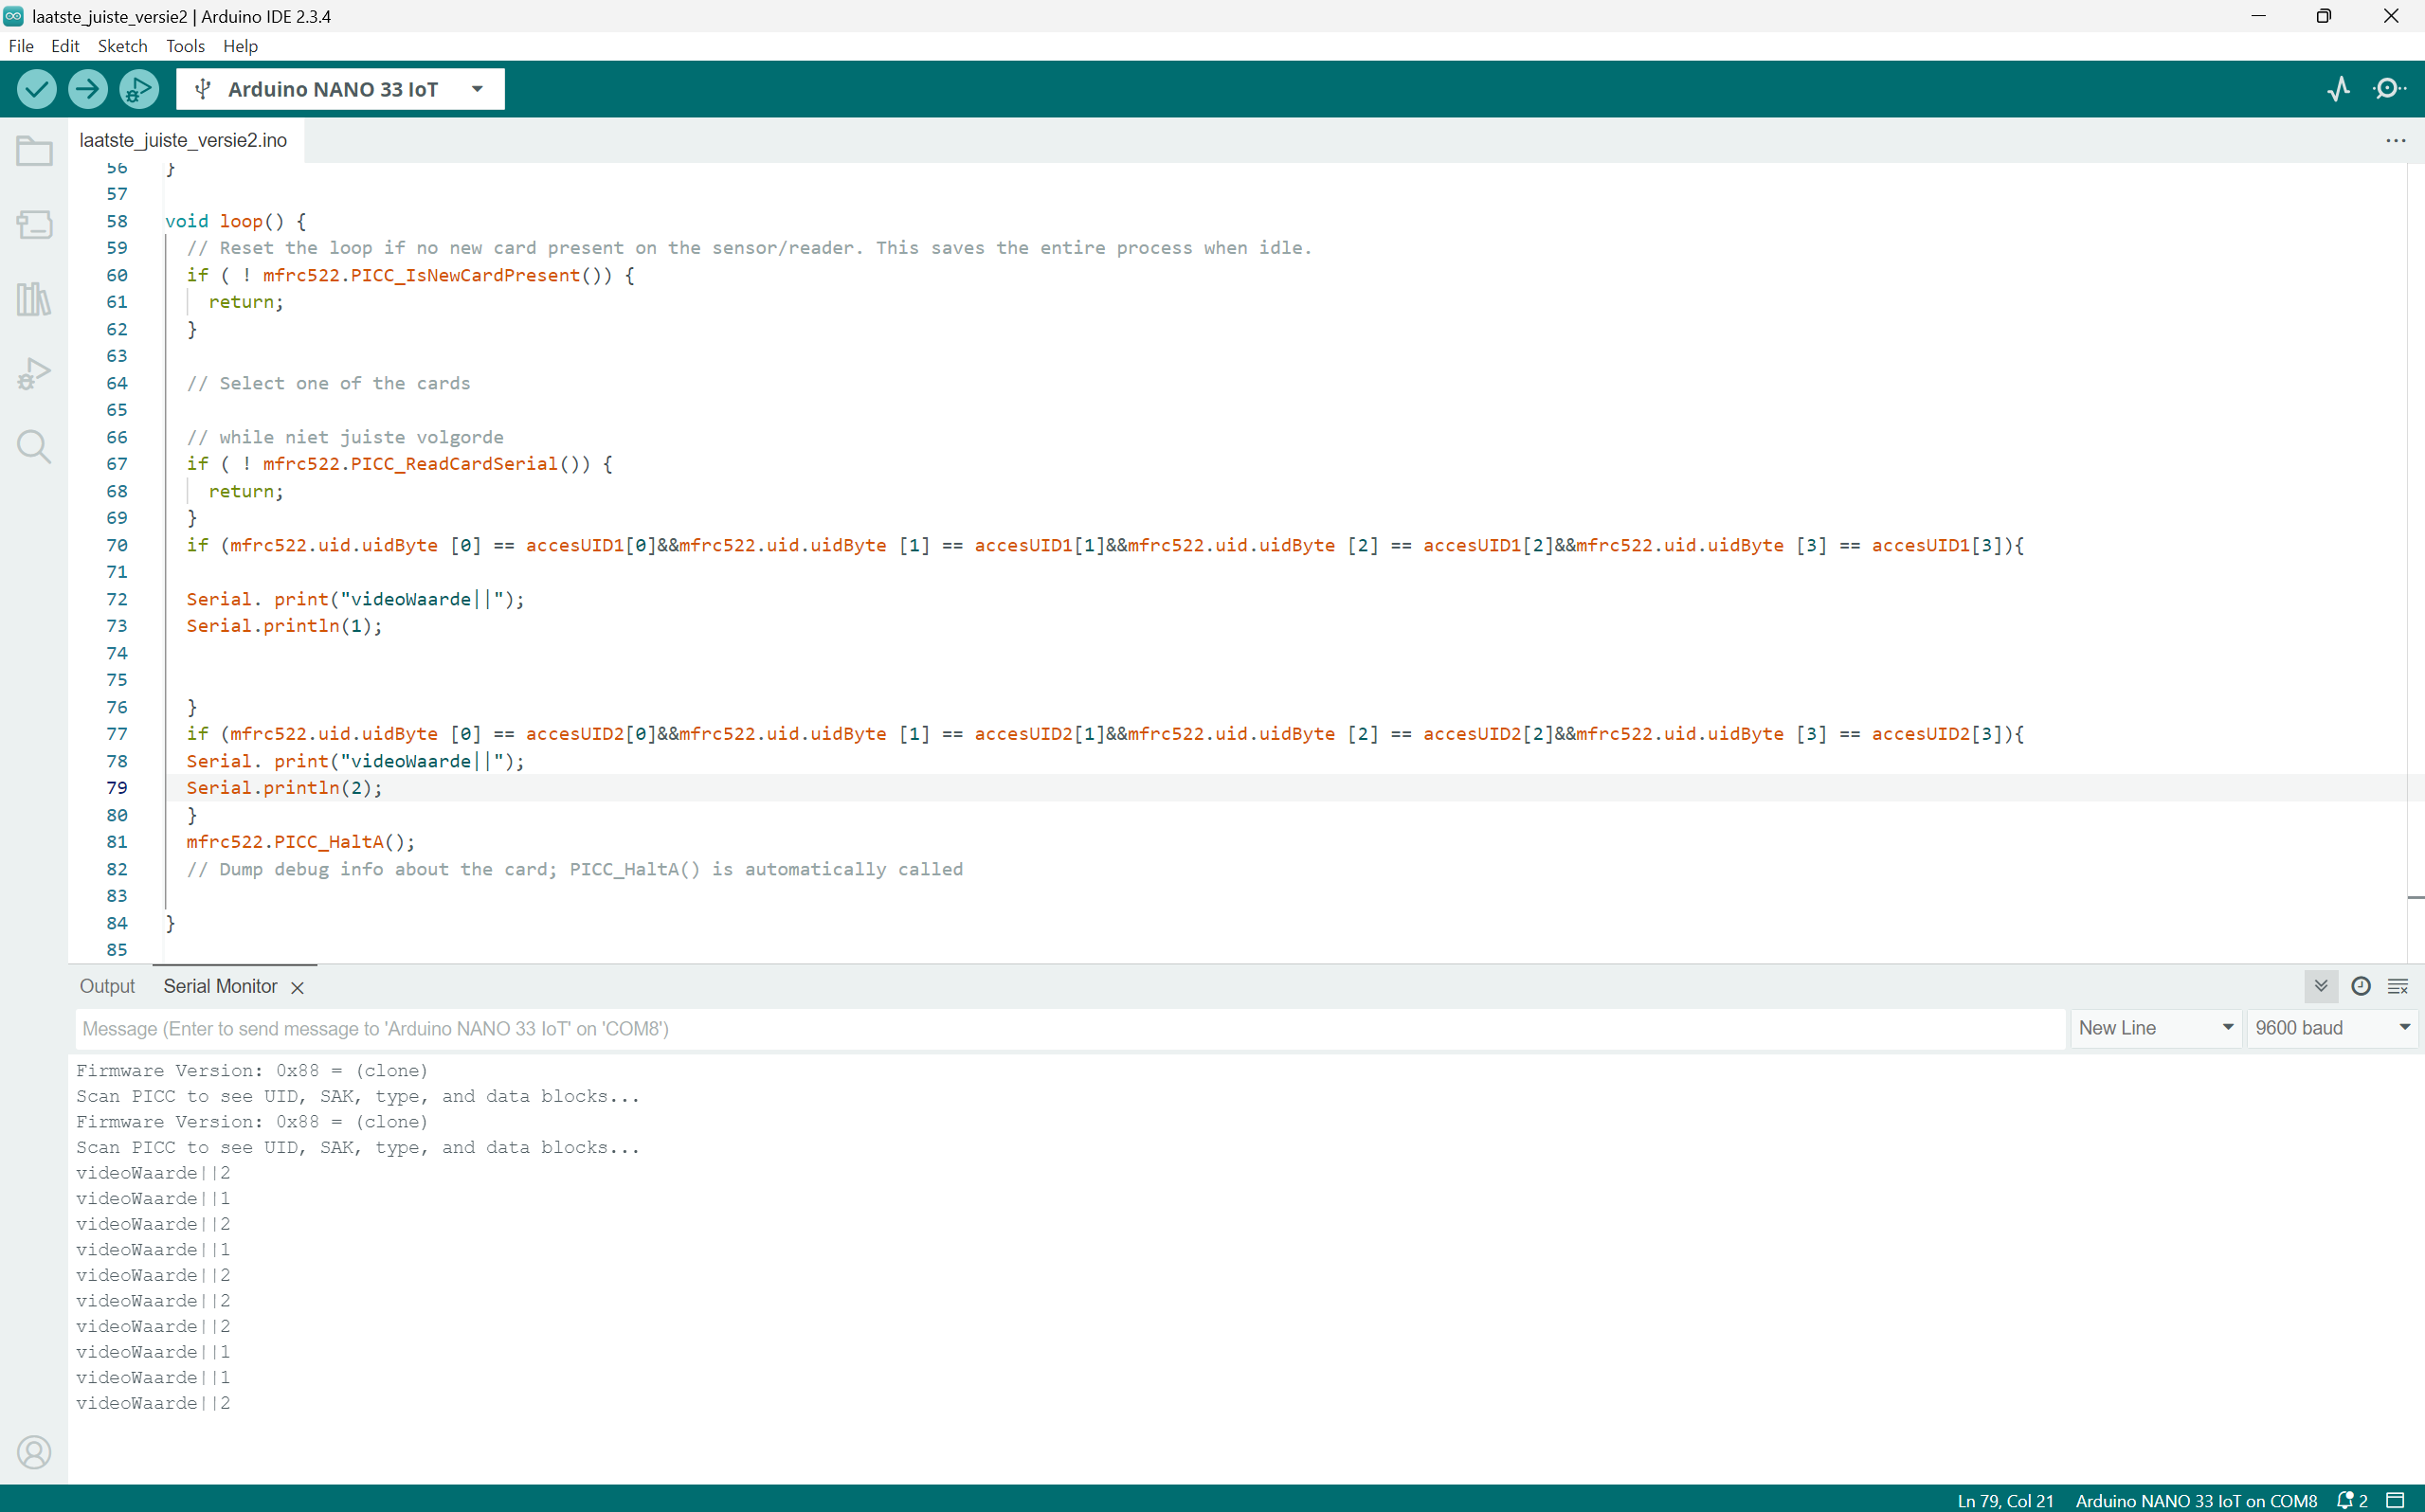 laatste_juiste_versie2 | Arduino IDE 2.3.4
File Edit Sketch Tools Help
Arduino NANO 33 IoT
laatste_juiste_versie2.ino
56 }
57
58 void loop() {
59 // Reset the loop if no new card present on the sensor/reader. This saves the entire process when idle.
60 if ( ! mfrc522.PICC_IsNewCardPresent()) {
61 return;
62 }
63
64 // Select one of the cards
65
66 // while niet juiste volgorde
67 if ( ! mfrc522.PICC_ReadCardSerial()) {
68 return;
69 }
70 if (mfrc522.uid.uidByte [0] == accesUID1[0]&&mfrc522.uid.uidByte [1] == accesUID1[1]&&mfrc522.uid.uidByte [2] == accesUID1[2]&&mfrc522.uid.uidByte [3] == accesUID1[3]){
71
72 Serial. print("videoWaarde||");
73 Serial.println(1);
74
75
76 }
77 if (mfrc522.uid.uidByte [0] == accesUID2[0]&&mfrc522.uid.uidByte [1] == accesUID2[1]&&mfrc522.uid.uidByte [2] == accesUID2[2]&&mfrc522.uid.uidByte [3] == accesUID2[3]){
78 Serial. print("videoWaarde||");
79 Serial.println(2);
80 }
81 mfrc522.PICC_HaltA();
82 // Dump debug info about the card; PICC_HaltA() is automatically called
83
84 }
85
Output Serial Monitor
Message (Enter to send message to 'Arduino NANO 33 IoT' on 'COM8') New Line 9600 baud
Firmware Version: 0x88 = (clone)
Scan PICC to see UID, SAK, type, and data blocks...
Firmware Version: 0x88 = (clone)
Scan PICC to see UID, SAK, type, and data blocks...
videoWaarde||2
videoWaarde||1
videoWaarde||2
videoWaarde||1
videoWaarde||2
videoWaarde||2
videoWaarde||2
videoWaarde||1
videoWaarde||1
videoWaarde||2
Ln 79, Col 21 Arduino NANO 33 IoT on COM8 2